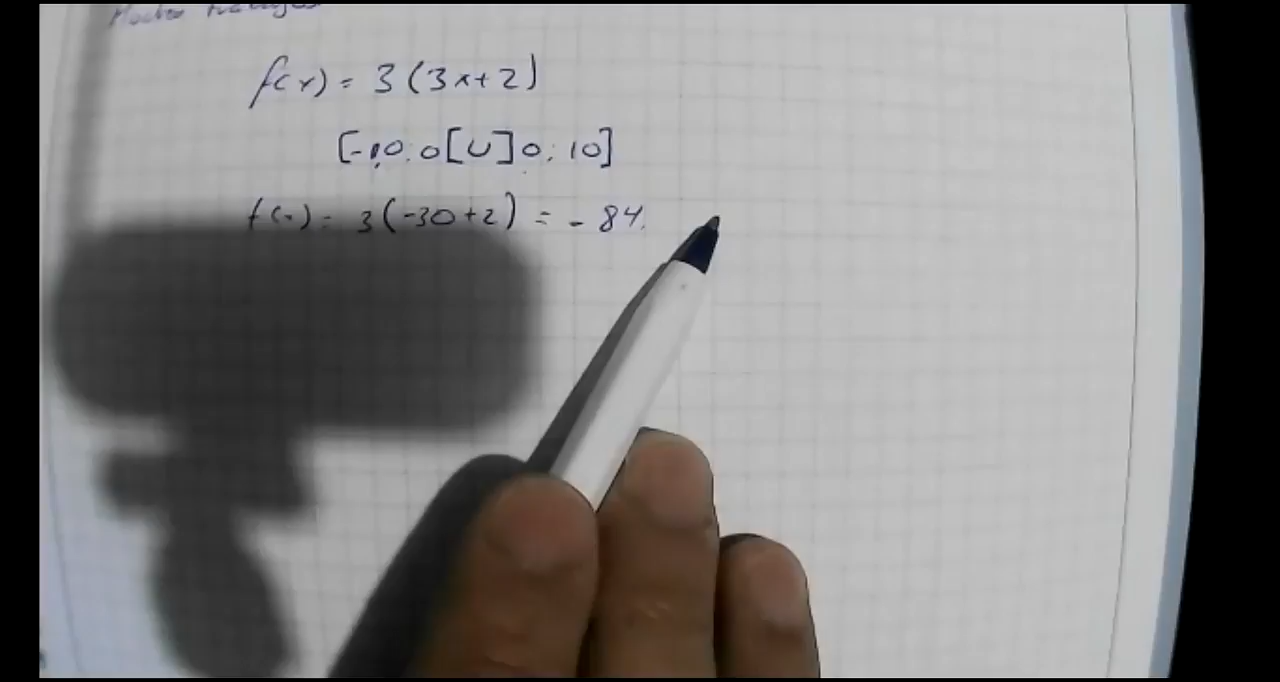 f(x) = 3(3x+2)
[-10; 0[ U ]0; 10]
f(x) = 3(-30+2) = -84.